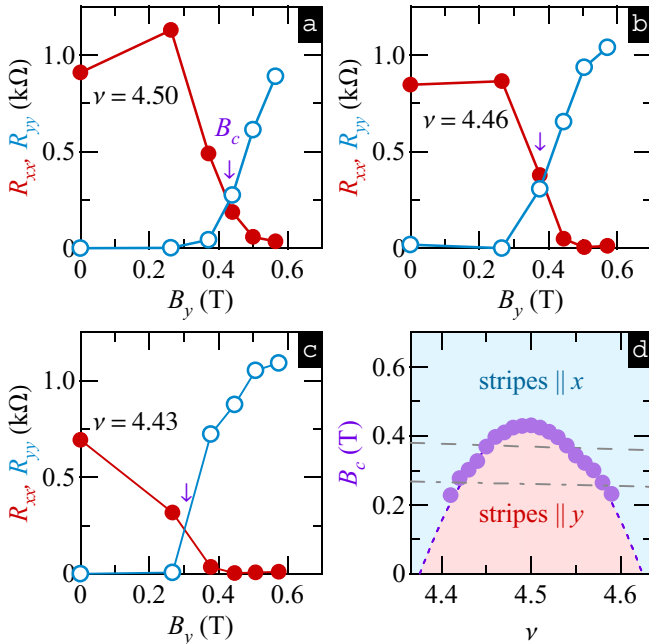 a
R_xx, R_yy (kΩ)
1.0
0.5
0
ν = 4.50
B_c
0 0.2 0.4 0.6
B_y (T)
b
R_xx, R_yy (kΩ)
1.0
0.5
0
ν = 4.46
0 0.2 0.4 0.6
B_y (T)
c
R_xx, R_yy (kΩ)
1.0
0.5
0
ν = 4.43
0 0.2 0.4 0.6
B_y (T)
d
B_c (T)
0.6
0.4
0.2
0
stripes || x
stripes || y
4.4 4.5 4.6
ν